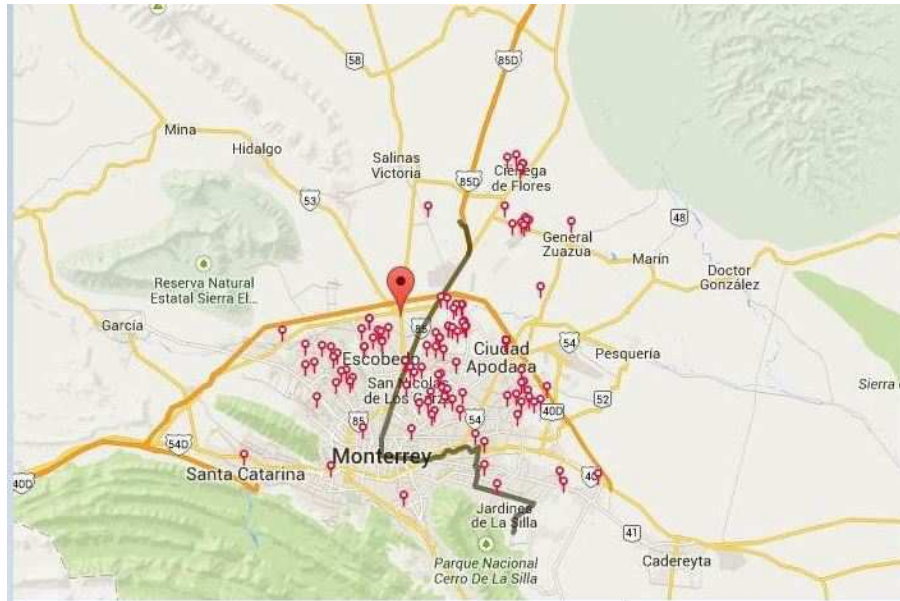 58
85D
Mina
Hidalgo
Salinas
Victoria
85D
Ciénega
de Flores
53
48
General
Zuazua
Marín
Doctor
González
Reserva Natural
Estatal Sierra El...
García
85
Escobedo
Ciudad
Apodaca
54
Pesquería
San Nicolás
de Los Garza
Sierra
52
40D
85
54
54D
Monterrey
Santa Catarina
40D
40
Jardines
de La Silla
41
Parque Nacional
Cerro De La Silla
Cadereyta